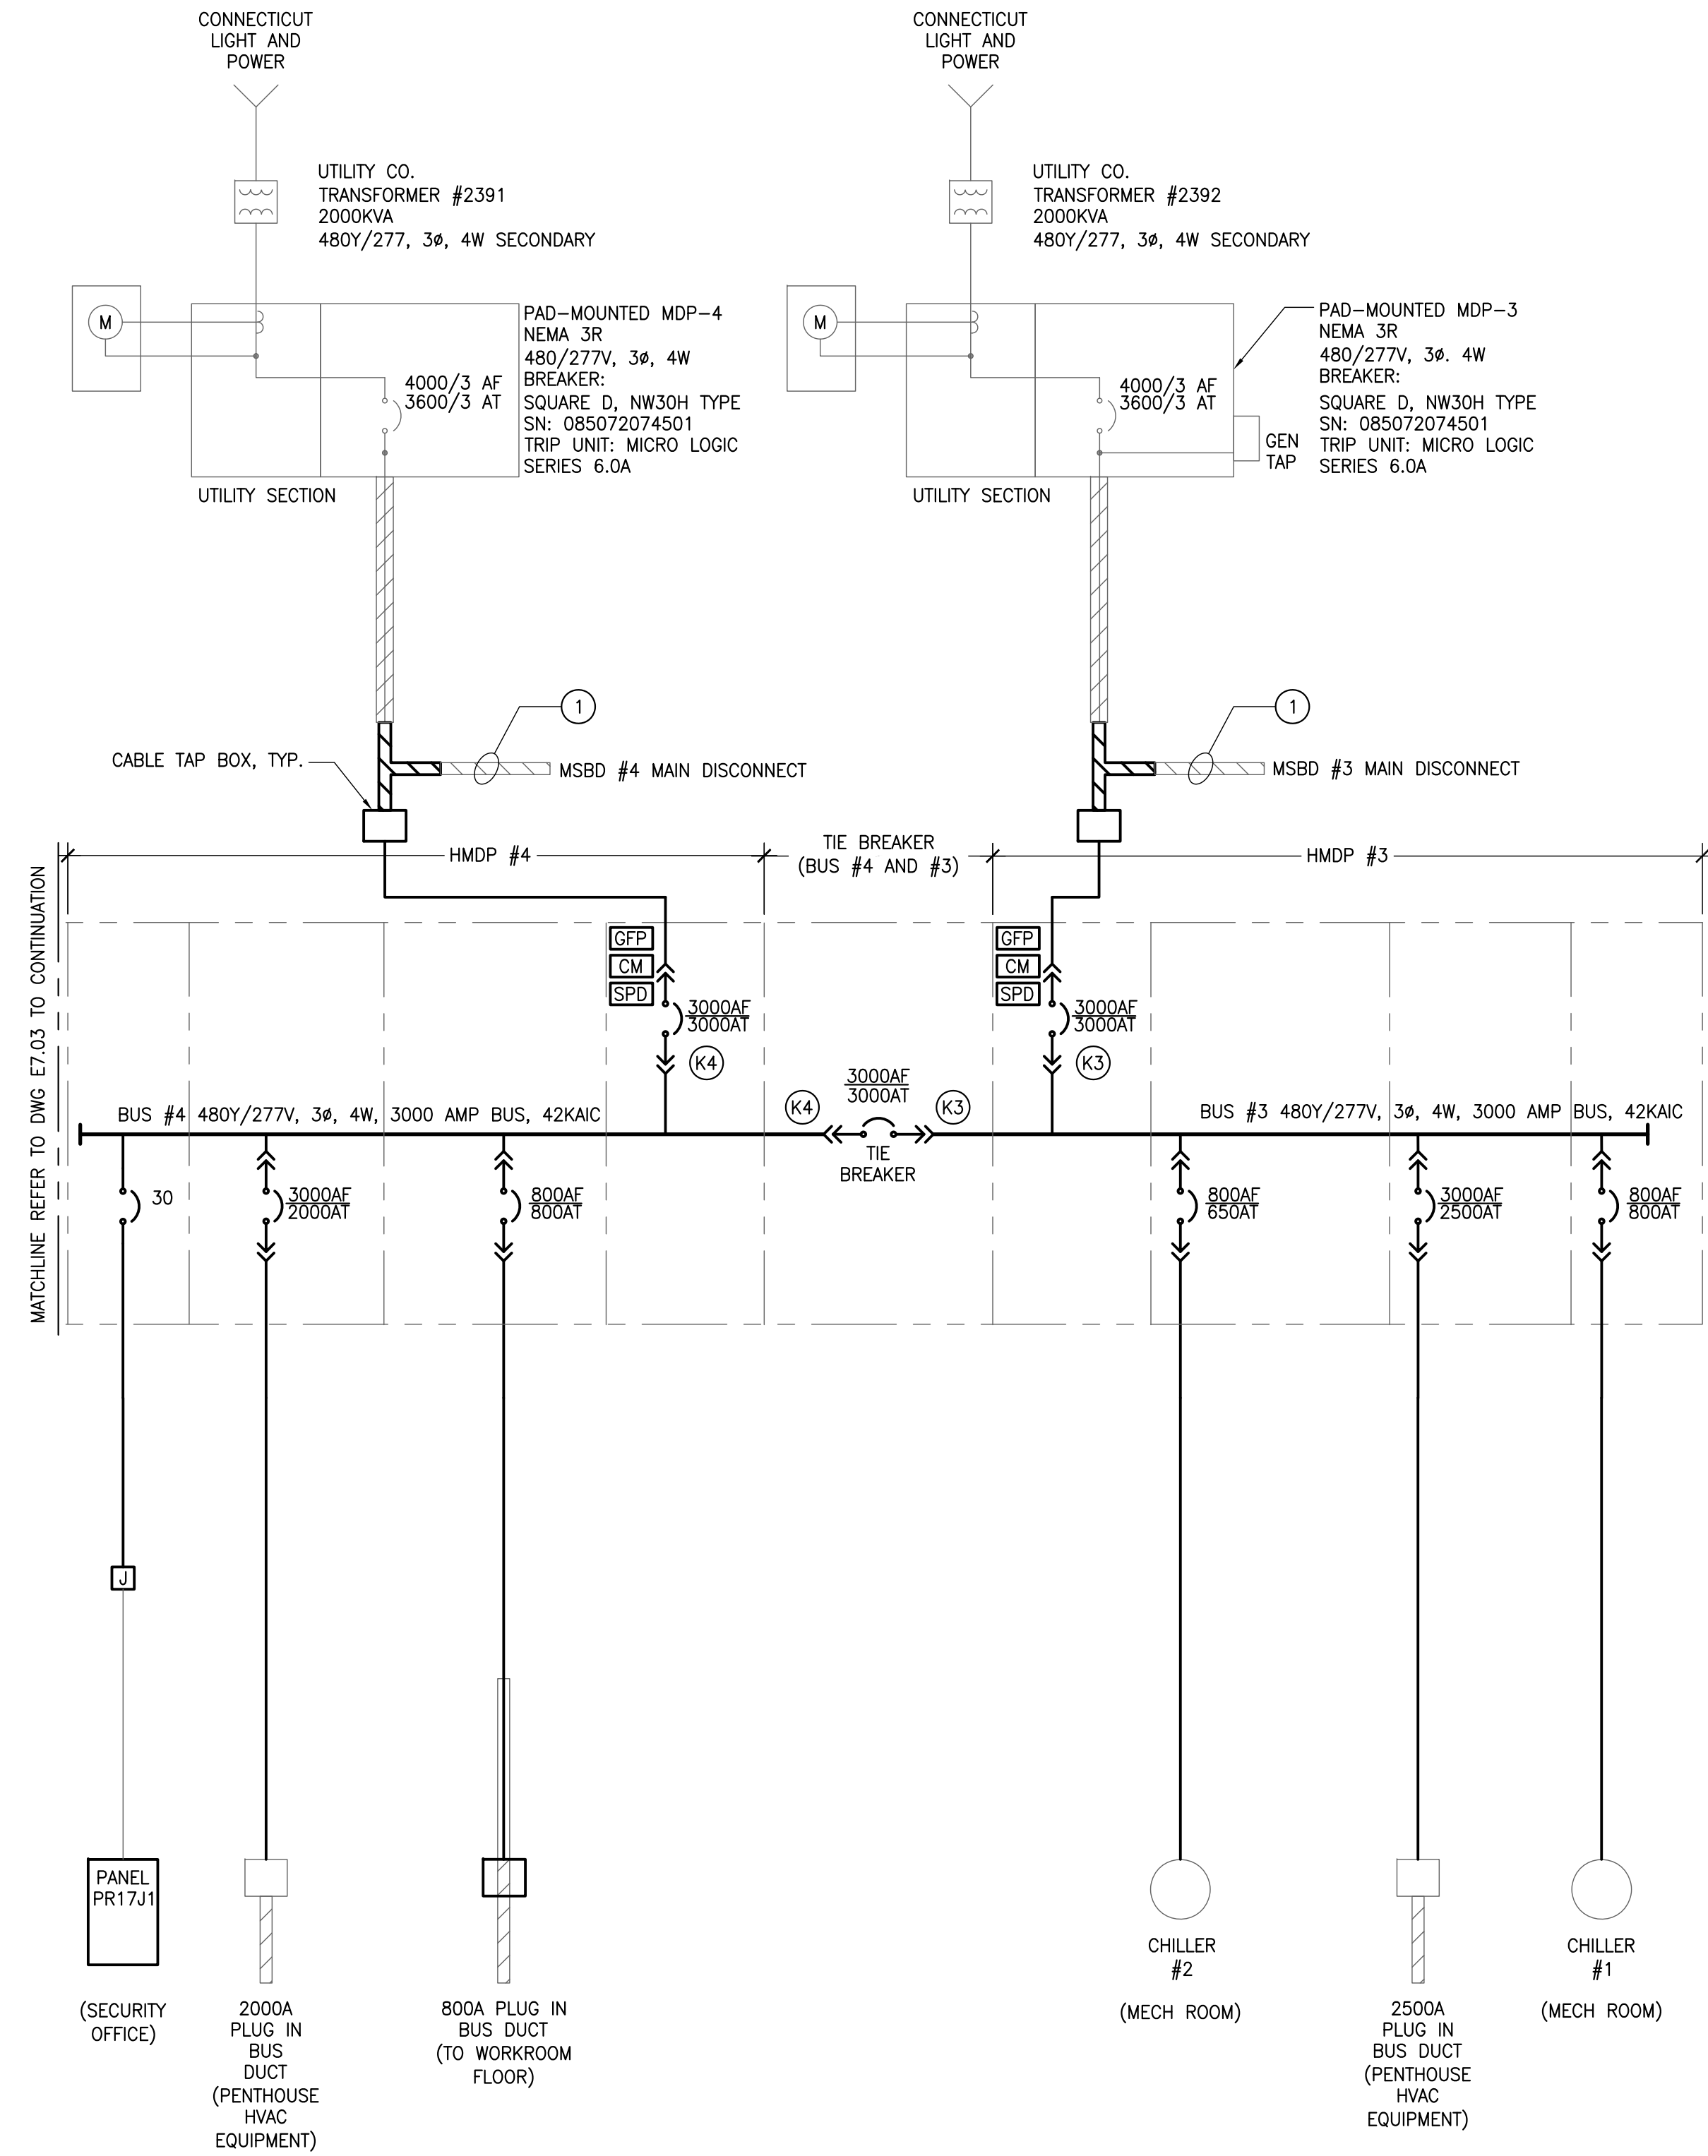 CONNECTICUT
LIGHT AND
POWER
CONNECTICUT
LIGHT AND
POWER
UTILITY CO.
TRANSFORMER #2391
2000KVA
480Y/277, 3ø, 4W SECONDARY
UTILITY CO.
TRANSFORMER #2392
2000KVA
480Y/277, 3ø, 4W SECONDARY
M
4000/3 AF
3600/3 AT
PAD-MOUNTED MDP-4
NEMA 3R
480/277V, 3ø, 4W
BREAKER:
SQUARE D, NW30H TYPE
SN: 085072074501
TRIP UNIT: MICRO LOGIC
SERIES 6.0A
UTILITY SECTION
M
4000/3 AF
3600/3 AT
GEN
TAP
PAD-MOUNTED MDP-3
NEMA 3R
480/277V, 3ø. 4W
BREAKER:
SQUARE D, NW30H TYPE
SN: 085072074501
TRIP UNIT: MICRO LOGIC
SERIES 6.0A
UTILITY SECTION
1
CABLE TAP BOX, TYP.
MSBD #4 MAIN DISCONNECT
1
MSBD #3 MAIN DISCONNECT
HMDP #4
TIE BREAKER
(BUS #4 AND #3)
HMDP #3
MATCHLINE REFER TO DWG E7.03 TO CONTINUATION
GFP
CM
SPD
3000AF
3000AT
K4
GFP
CM
SPD
3000AF
3000AT
K3
BUS #4 480Y/277V, 3ø, 4W, 3000 AMP BUS, 42KAIC
K4
3000AF
3000AT
K3
TIE
BREAKER
BUS #3 480Y/277V, 3ø, 4W, 3000 AMP BUS, 42KAIC
30
3000AF
2000AT
800AF
800AT
800AF
650AT
3000AF
2500AT
800AF
800AT
J
PANEL
PR17J1
(SECURITY
OFFICE)
2000A
PLUG IN
BUS
DUCT
(PENTHOUSE
HVAC
EQUIPMENT)
800A PLUG IN
BUS DUCT
(TO WORKROOM
FLOOR)
CHILLER
#2
(MECH ROOM)
2500A
PLUG IN
BUS DUCT
(PENTHOUSE
HVAC
EQUIPMENT)
CHILLER
#1
(MECH ROOM)